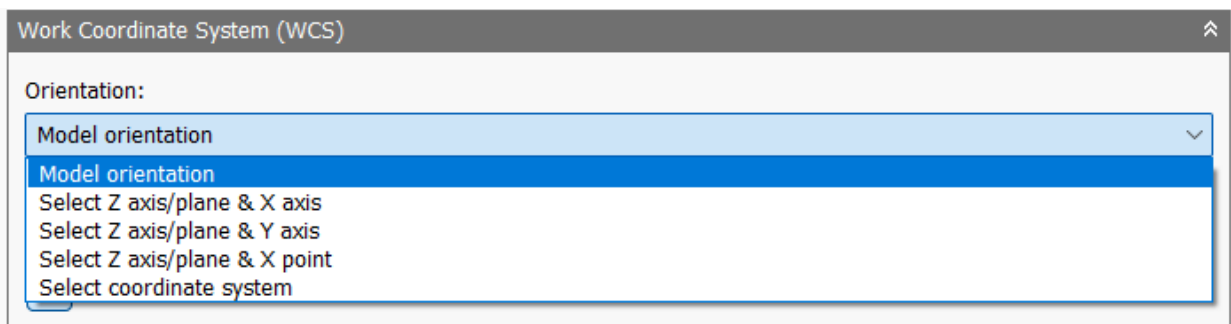 Work Coordinate System (WCS)
Orientation:
Model orientation
Model orientation
Select Z axis/plane & X axis
Select Z axis/plane & Y axis
Select Z axis/plane & X point
Select coordinate system